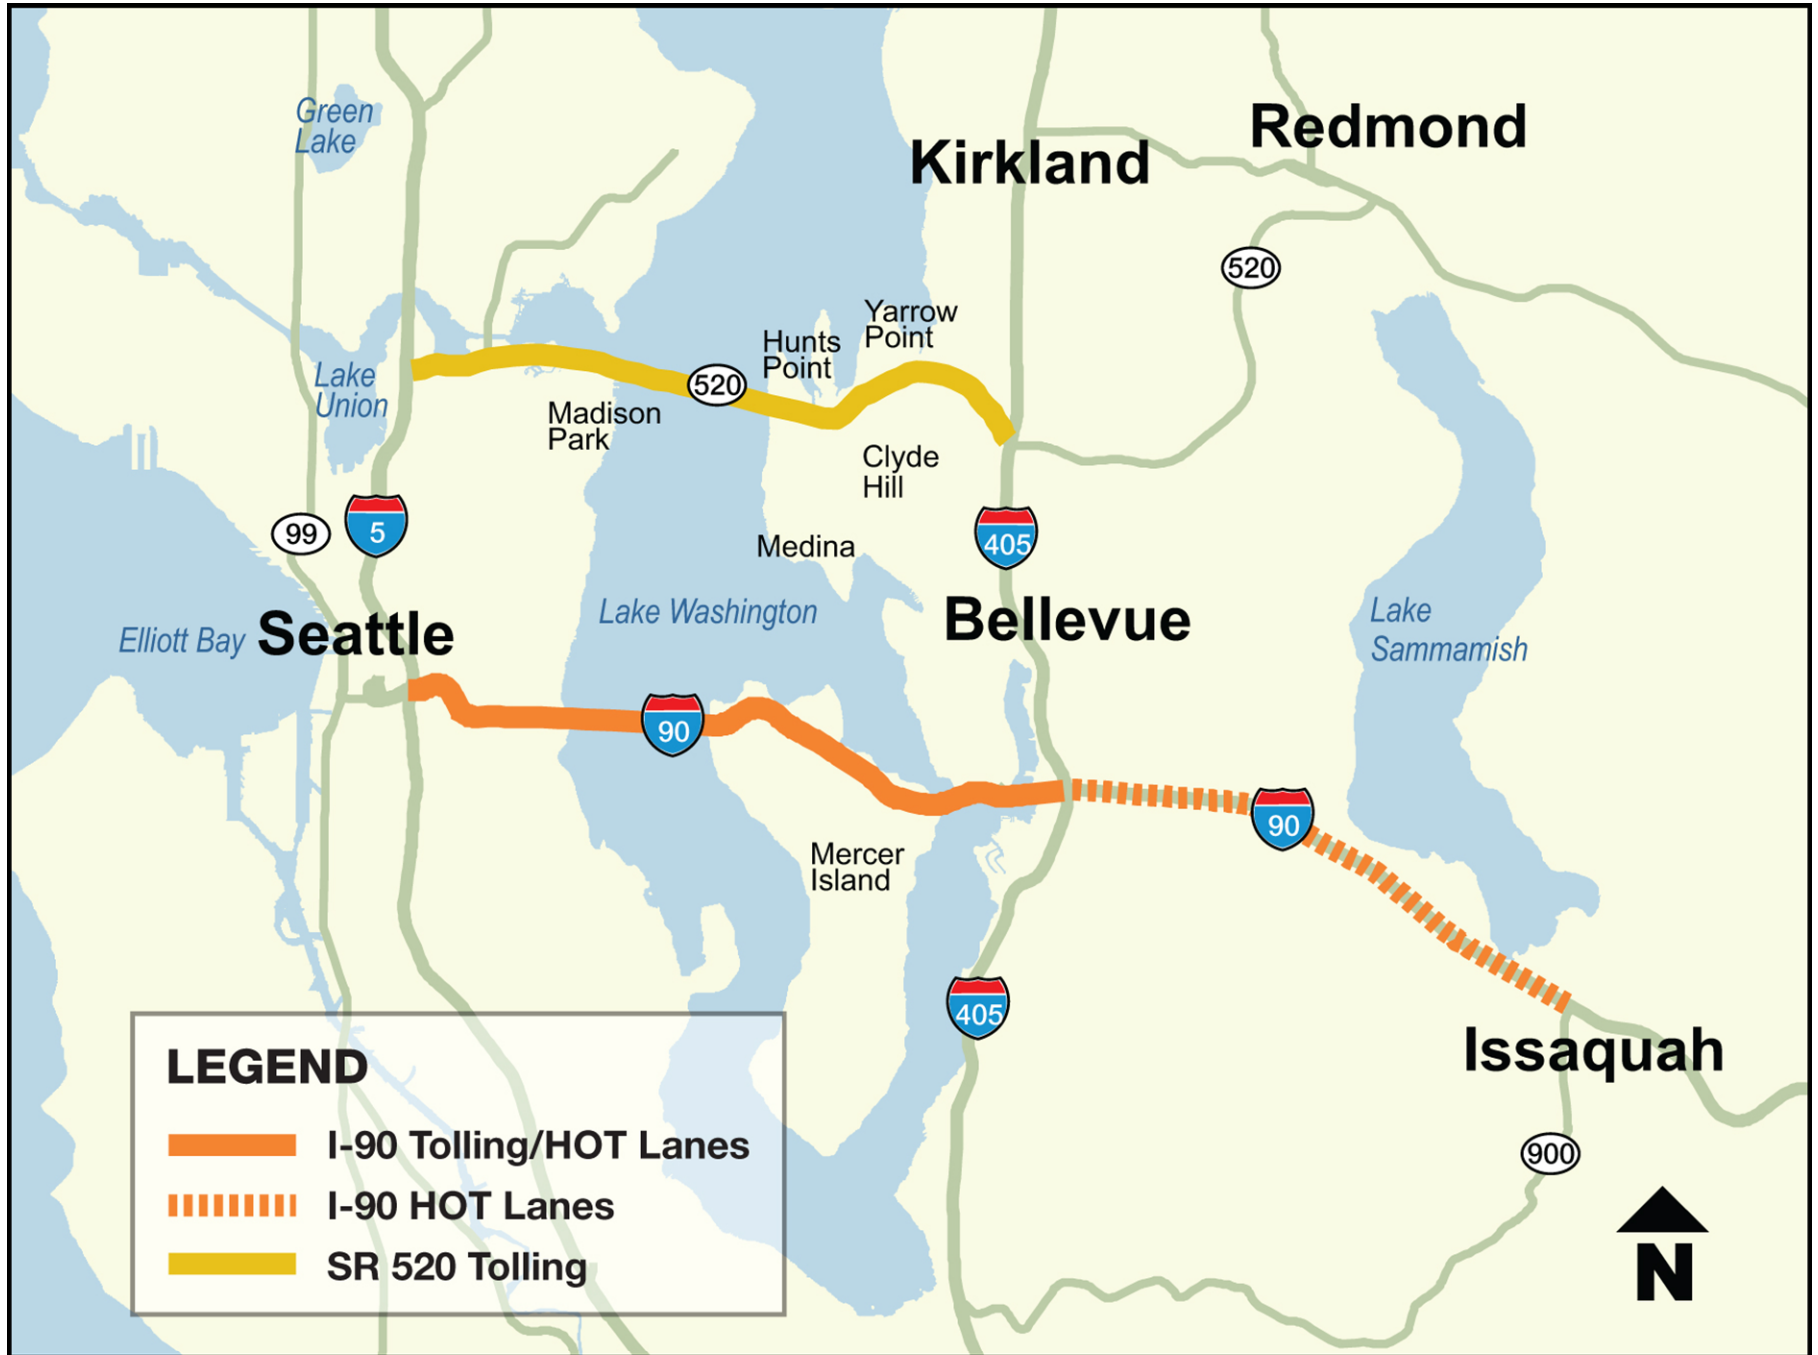 Green
Lake
Redmond
Kirkland
520
Yarrow
Point
Hunts
Point
520
Lake
Union
Madison
Park
Clyde
Hill
99
5
405
Medina
Lake Washington
Elliott Bay
Seattle
Bellevue
Lake
Sammamish
90
90
Mercer
Island
405
Issaquah
900
LEGEND
I-90 Tolling/HOT Lanes
I-90 HOT Lanes
SR 520 Tolling
N